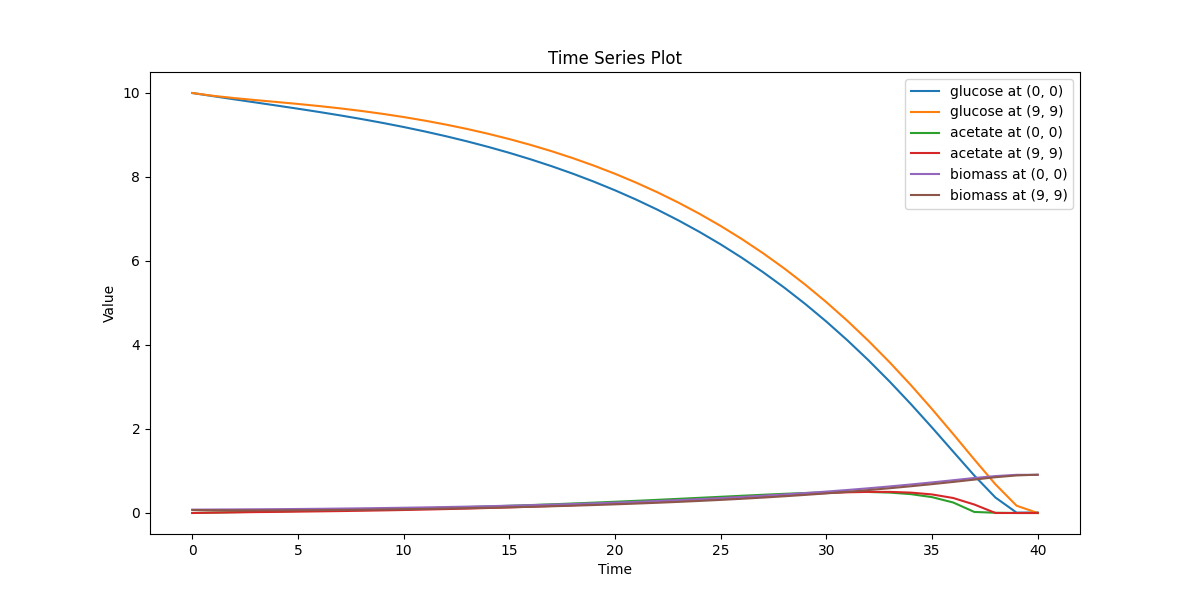 Time Series Plot
glucose at (0, 0)
glucose at (9, 9)
acetate at (0, 0)
acetate at (9, 9)
biomass at (0, 0)
biomass at (9, 9)
Value
10
8
6
4
2
0
0 5 10 15 20 25 30 35 40
Time